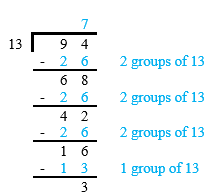 7
13 9 4
- 2 6 2 groups of 13
6 8
- 2 6 2 groups of 13
4 2
- 2 6 2 groups of 13
1 6
- 1 3 1 group of 13
3